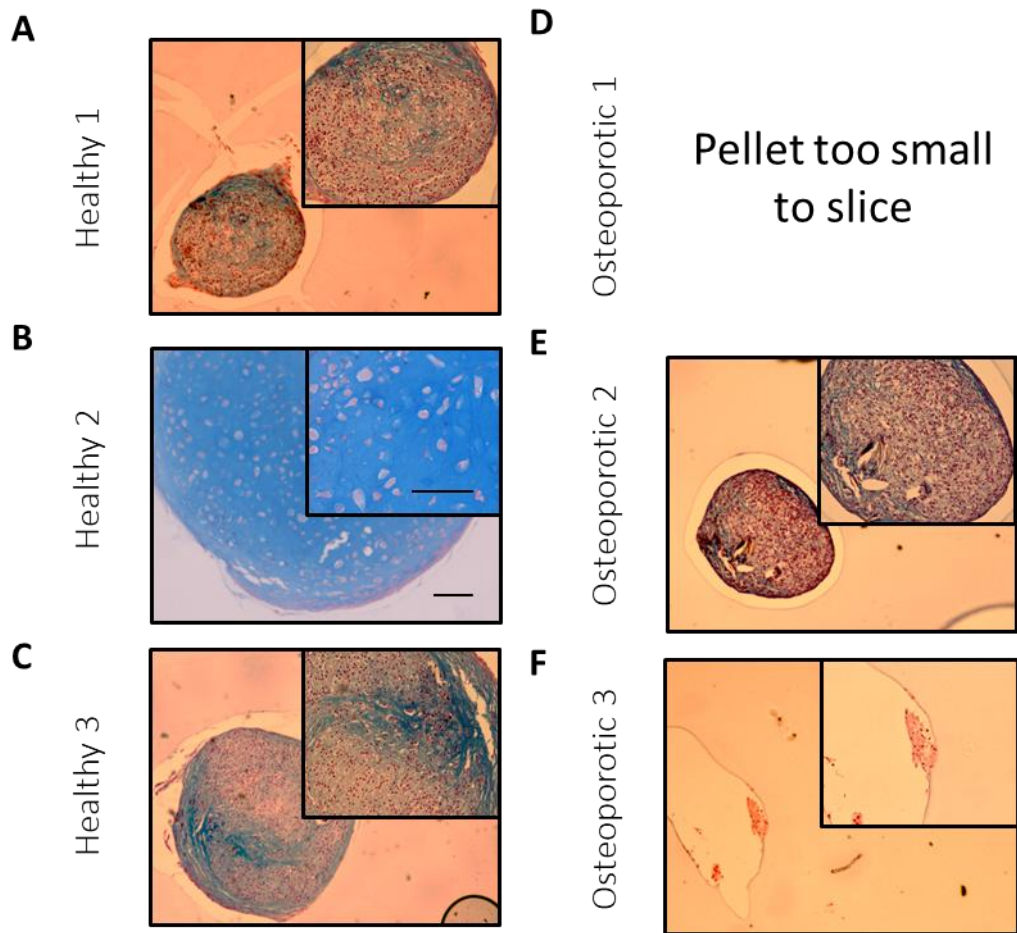 A
Healthy 1
B
Healthy 2
C
Healthy 3
D
Osteoporotic 1
Pellet too small
to slice
E
Osteoporotic 2
F
Osteoporotic 3